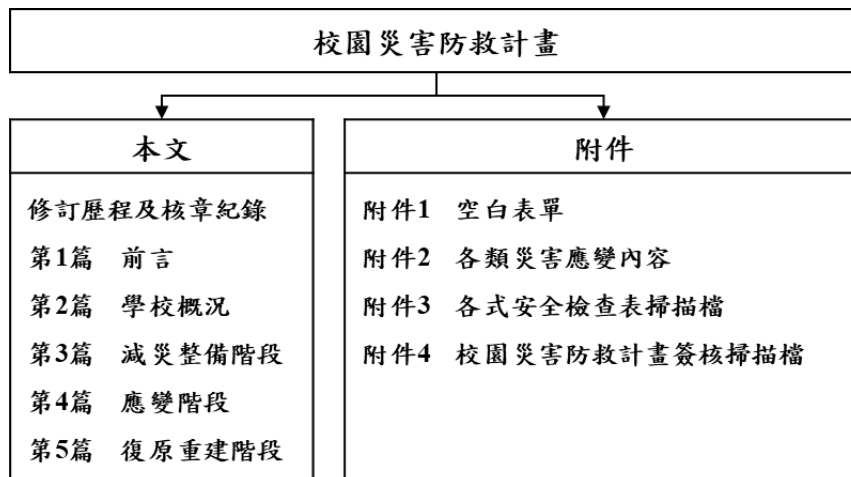 校園災害防救計畫
本文
修訂歷程及核章紀錄
第1篇 前言
第2篇 學校概況
第3篇 減災整備階段
第4篇 應變階段
第5篇 復原重建階段
附件
附件1 空白表單
附件2 各類災害應變內容
附件3 各式安全檢查表掃描檔
附件4 校園災害防救計畫簽核掃描檔